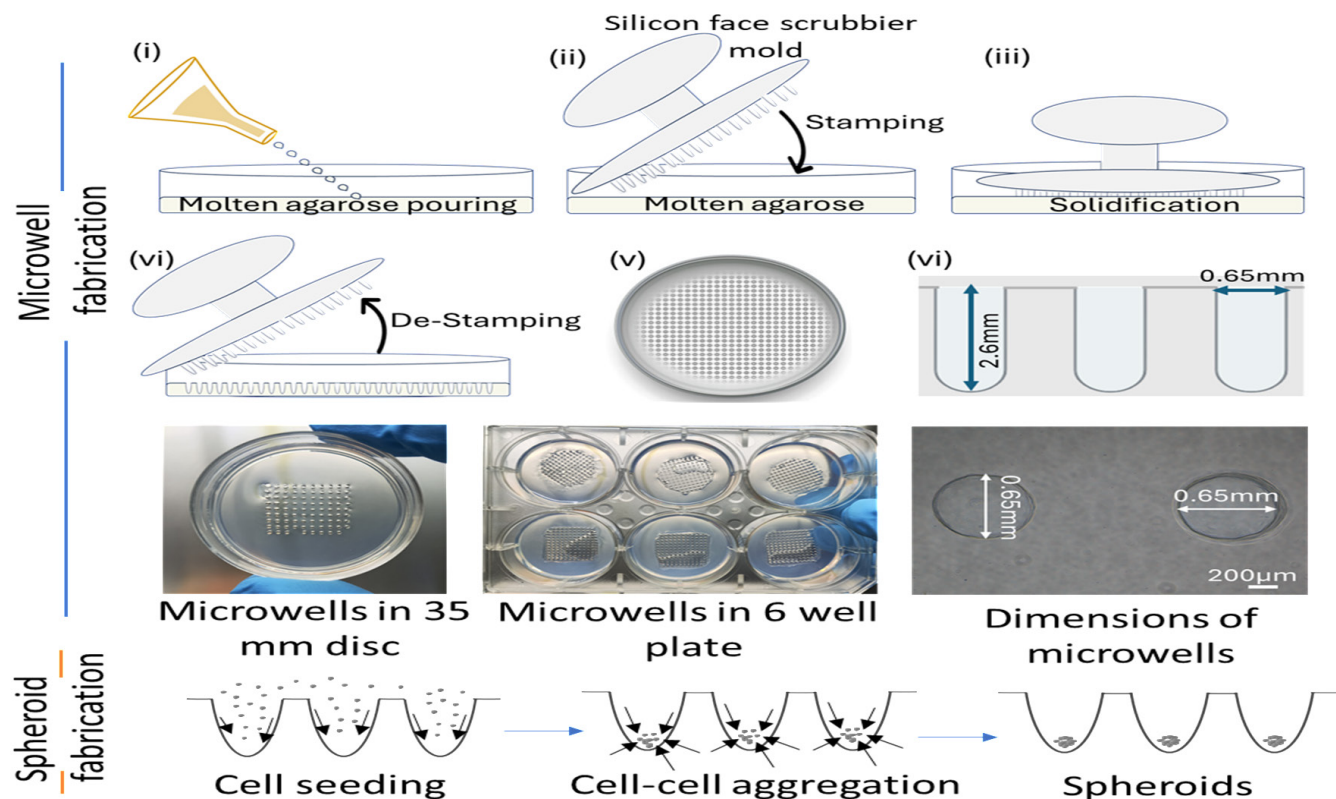 Microwell
fabrication
(i)
Molten agarose pouring
(ii)
Silicon face scrubbier
mold
Stamping
Molten agarose
(iii)
Solidification
(vi)
De-Stamping
(v)
(vi)
0.65mm
2.6mm
Microwells in 35
mm disc
Microwells in 6 well
plate
0.65mm
0.65mm
200µm
Dimensions of
microwells
Spheroid
fabrication
Cell seeding
Cell-cell aggregation
Spheroids